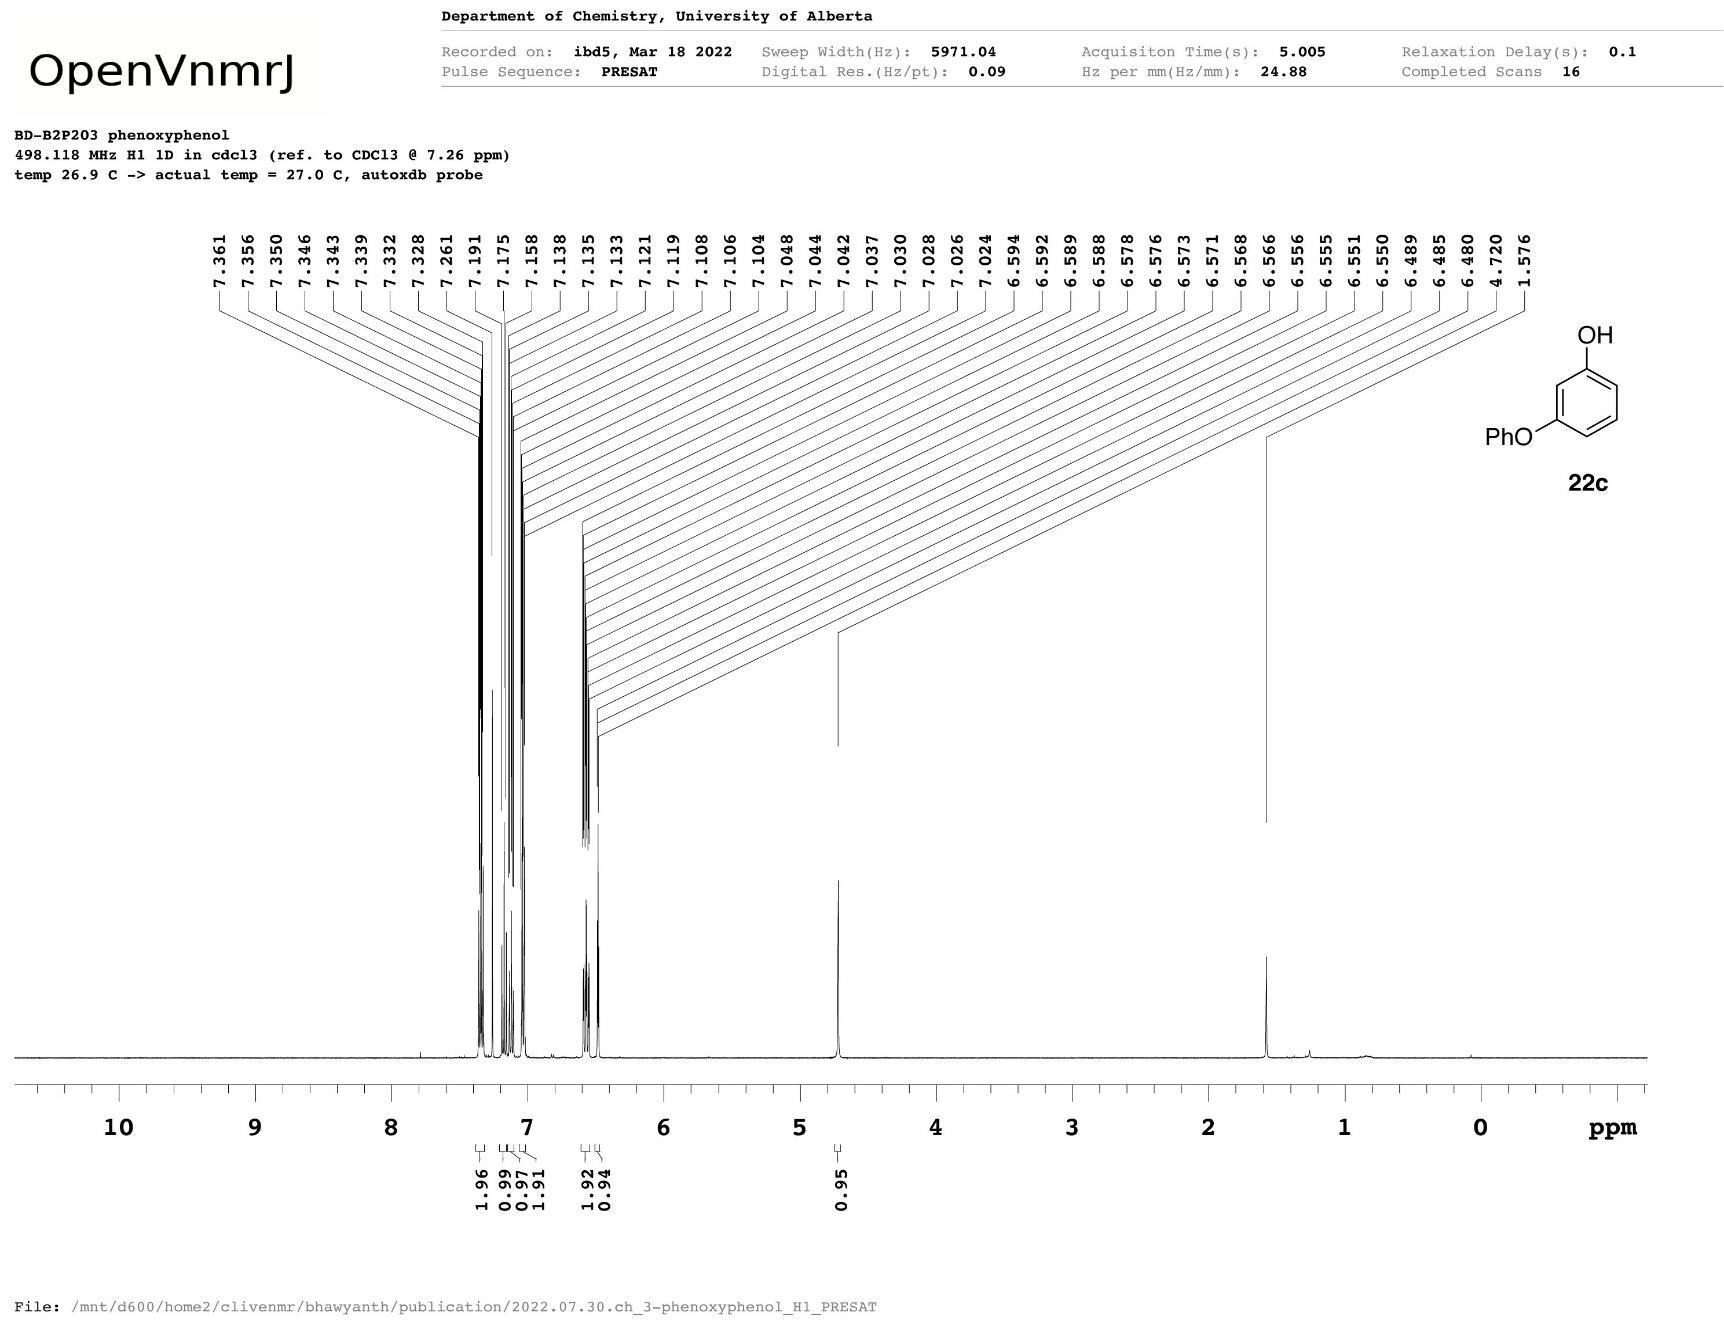 Department of Chemistry, University of Alberta
OpenVnmrJ
Recorded on: ibd5, Mar 18 2022 Sweep Width(Hz): 5971.04 Acquisiton Time(s): 5.005 Relaxation Delay(s): 0.1
Pulse Sequence: PRESAT Digital Res.(Hz/pt): 0.09 Hz per mm(Hz/mm): 24.88 Completed Scans 16
BD-B2P203 phenoxyphenol
498.118 MHz H1 1D in cdcl3 (ref. to CDCl3 @ 7.26 ppm)
temp 26.9 C -> actual temp = 27.0 C, autoxdb probe
7.361 7.356 7.350 7.346 7.343 7.339 7.332 7.328 7.261 7.191 7.175 7.158 7.138 7.135 7.133 7.121 7.119 7.108 7.106 7.104 7.048 7.044 7.042 7.037 7.030 7.028 7.026 7.024 6.594 6.592 6.589 6.588 6.578 6.576 6.573 6.571 6.568 6.566 6.556 6.555 6.551 6.550 6.489 6.485 6.480 4.720 1.576
OH
PhO
22c
10 9 8 7 6 5 4 3 2 1 0 ppm
1.96 0.99 0.97 1.91 1.92 0.94 0.95
File: /mnt/d600/home2/clivenmr/bhawyanth/publication/2022.07.30.ch_3-phenoxyphenol_H1_PRESAT